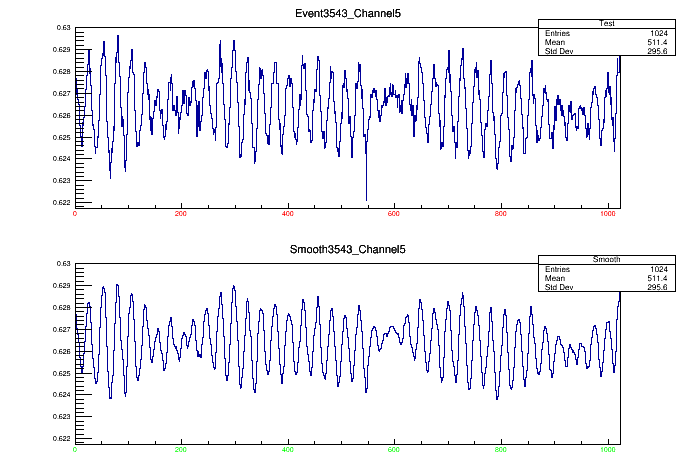 Event3543_Channel5
Test
Entries 1024
Mean 511.4
Std Dev 295.6
0.63
0.629
0.628
0.627
0.626
0.625
0.624
0.623
0.622
0 200 400 600 800 1000
Smooth3543_Channel5
Smooth
Entries 1024
Mean 511.4
Std Dev 295.6
0.63
0.629
0.628
0.627
0.626
0.625
0.624
0.623
0.622
0 200 400 600 800 1000